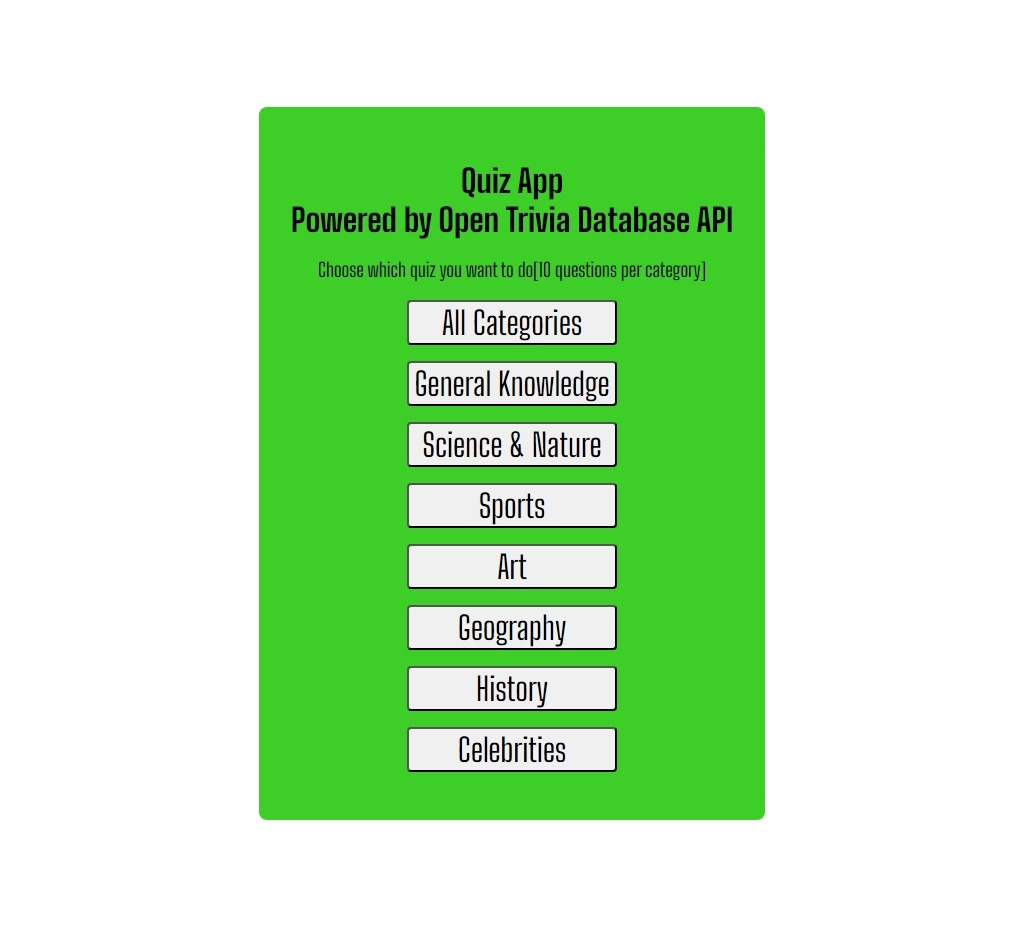 Quiz App
Powered by Open Trivia Database API
Choose which quiz you want to do[10 questions per category]
All Categories
General Knowledge
Science & Nature
Sports
Art
Geography
History
Celebrities